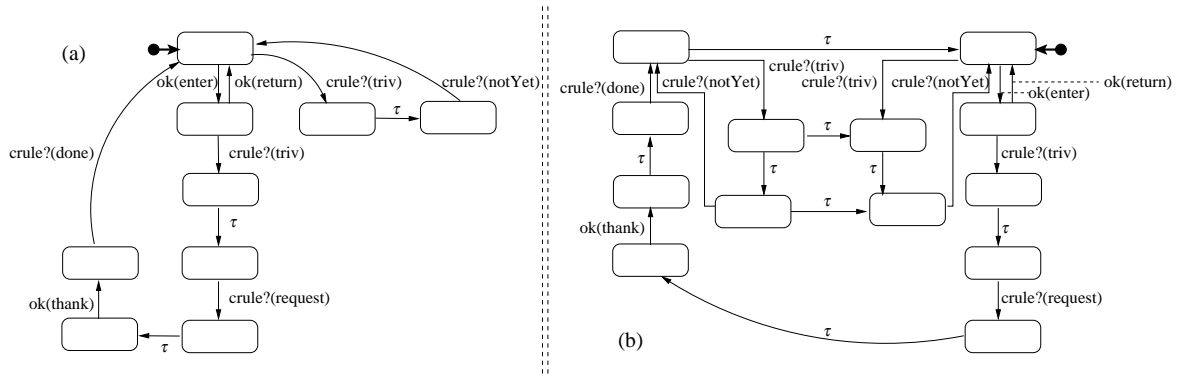 (a)
ok(enter)
ok(return)
crule?(triv)
crule?(notYet)
τ
crule?(done)
crule?(triv)
τ
ok(thank)
crule?(request)
τ
τ
crule?(triv)
crule?(triv)
crule?(done)
crule?(notYet)
crule?(notYet)
ok(return)
ok(enter)
τ
crule?(triv)
τ
τ
τ
τ
τ
ok(thank)
crule?(request)
τ
(b)